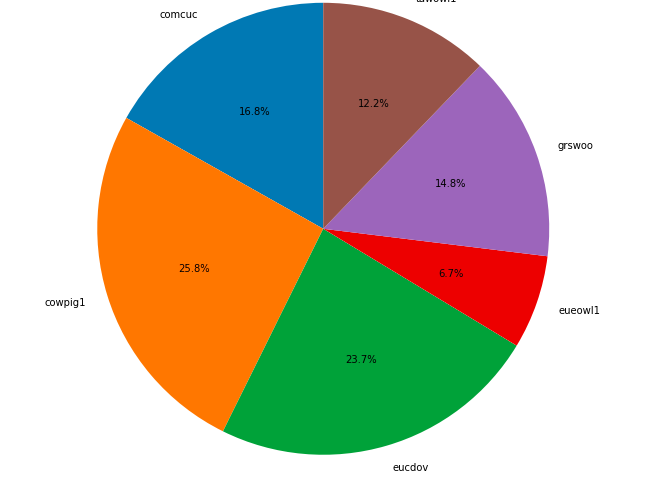 comcuc
16.8%
12.2%
grswoo
14.8%
25.8%
6.7%
cowpig1
eueowl1
23.7%
eucdov